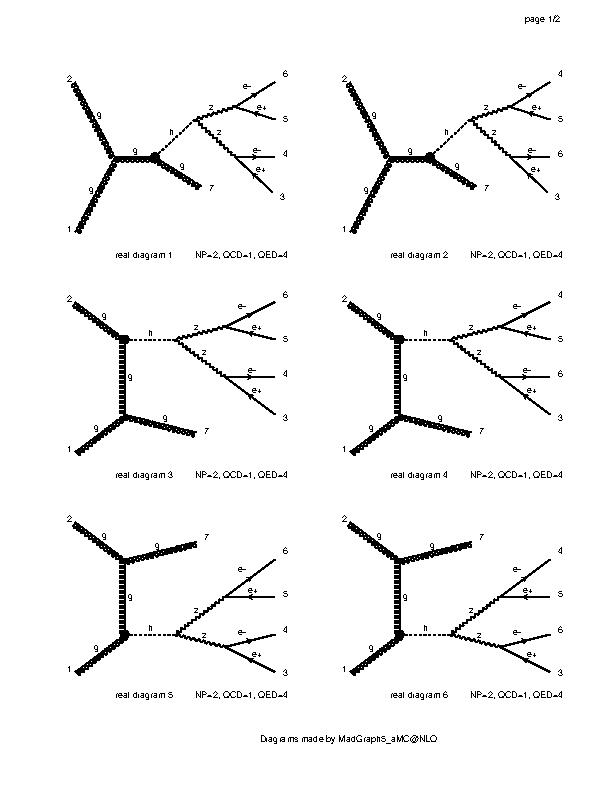 page 1/2
2 g g 1 g g 7 h z z e- 6 e+ 5 e- 4 e+ 3
real diagram 1 NP=2, QCD=1, QED=4
2 g g 1 g g 7 h z z e- 4 e+ 5 e- 6 e+ 3
real diagram 2 NP=2, QCD=1, QED=4
2 g g g 1 g 7 h z z e- 6 e+ 5 e- 4 e+ 3
real diagram 3 NP=2, QCD=1, QED=4
2 g g g 1 g 7 h z z e- 4 e+ 5 e- 6 e+ 3
real diagram 4 NP=2, QCD=1, QED=4
2 g g 7 g g 1 h z z e- 6 e+ 5 e- 4 e+ 3
real diagram 5 NP=2, QCD=1, QED=4
2 g g 7 g g 1 h z z e- 4 e+ 5 e- 6 e+ 3
real diagram 6 NP=2, QCD=1, QED=4
Diagrams made by MadGraph5_aMC@NLO